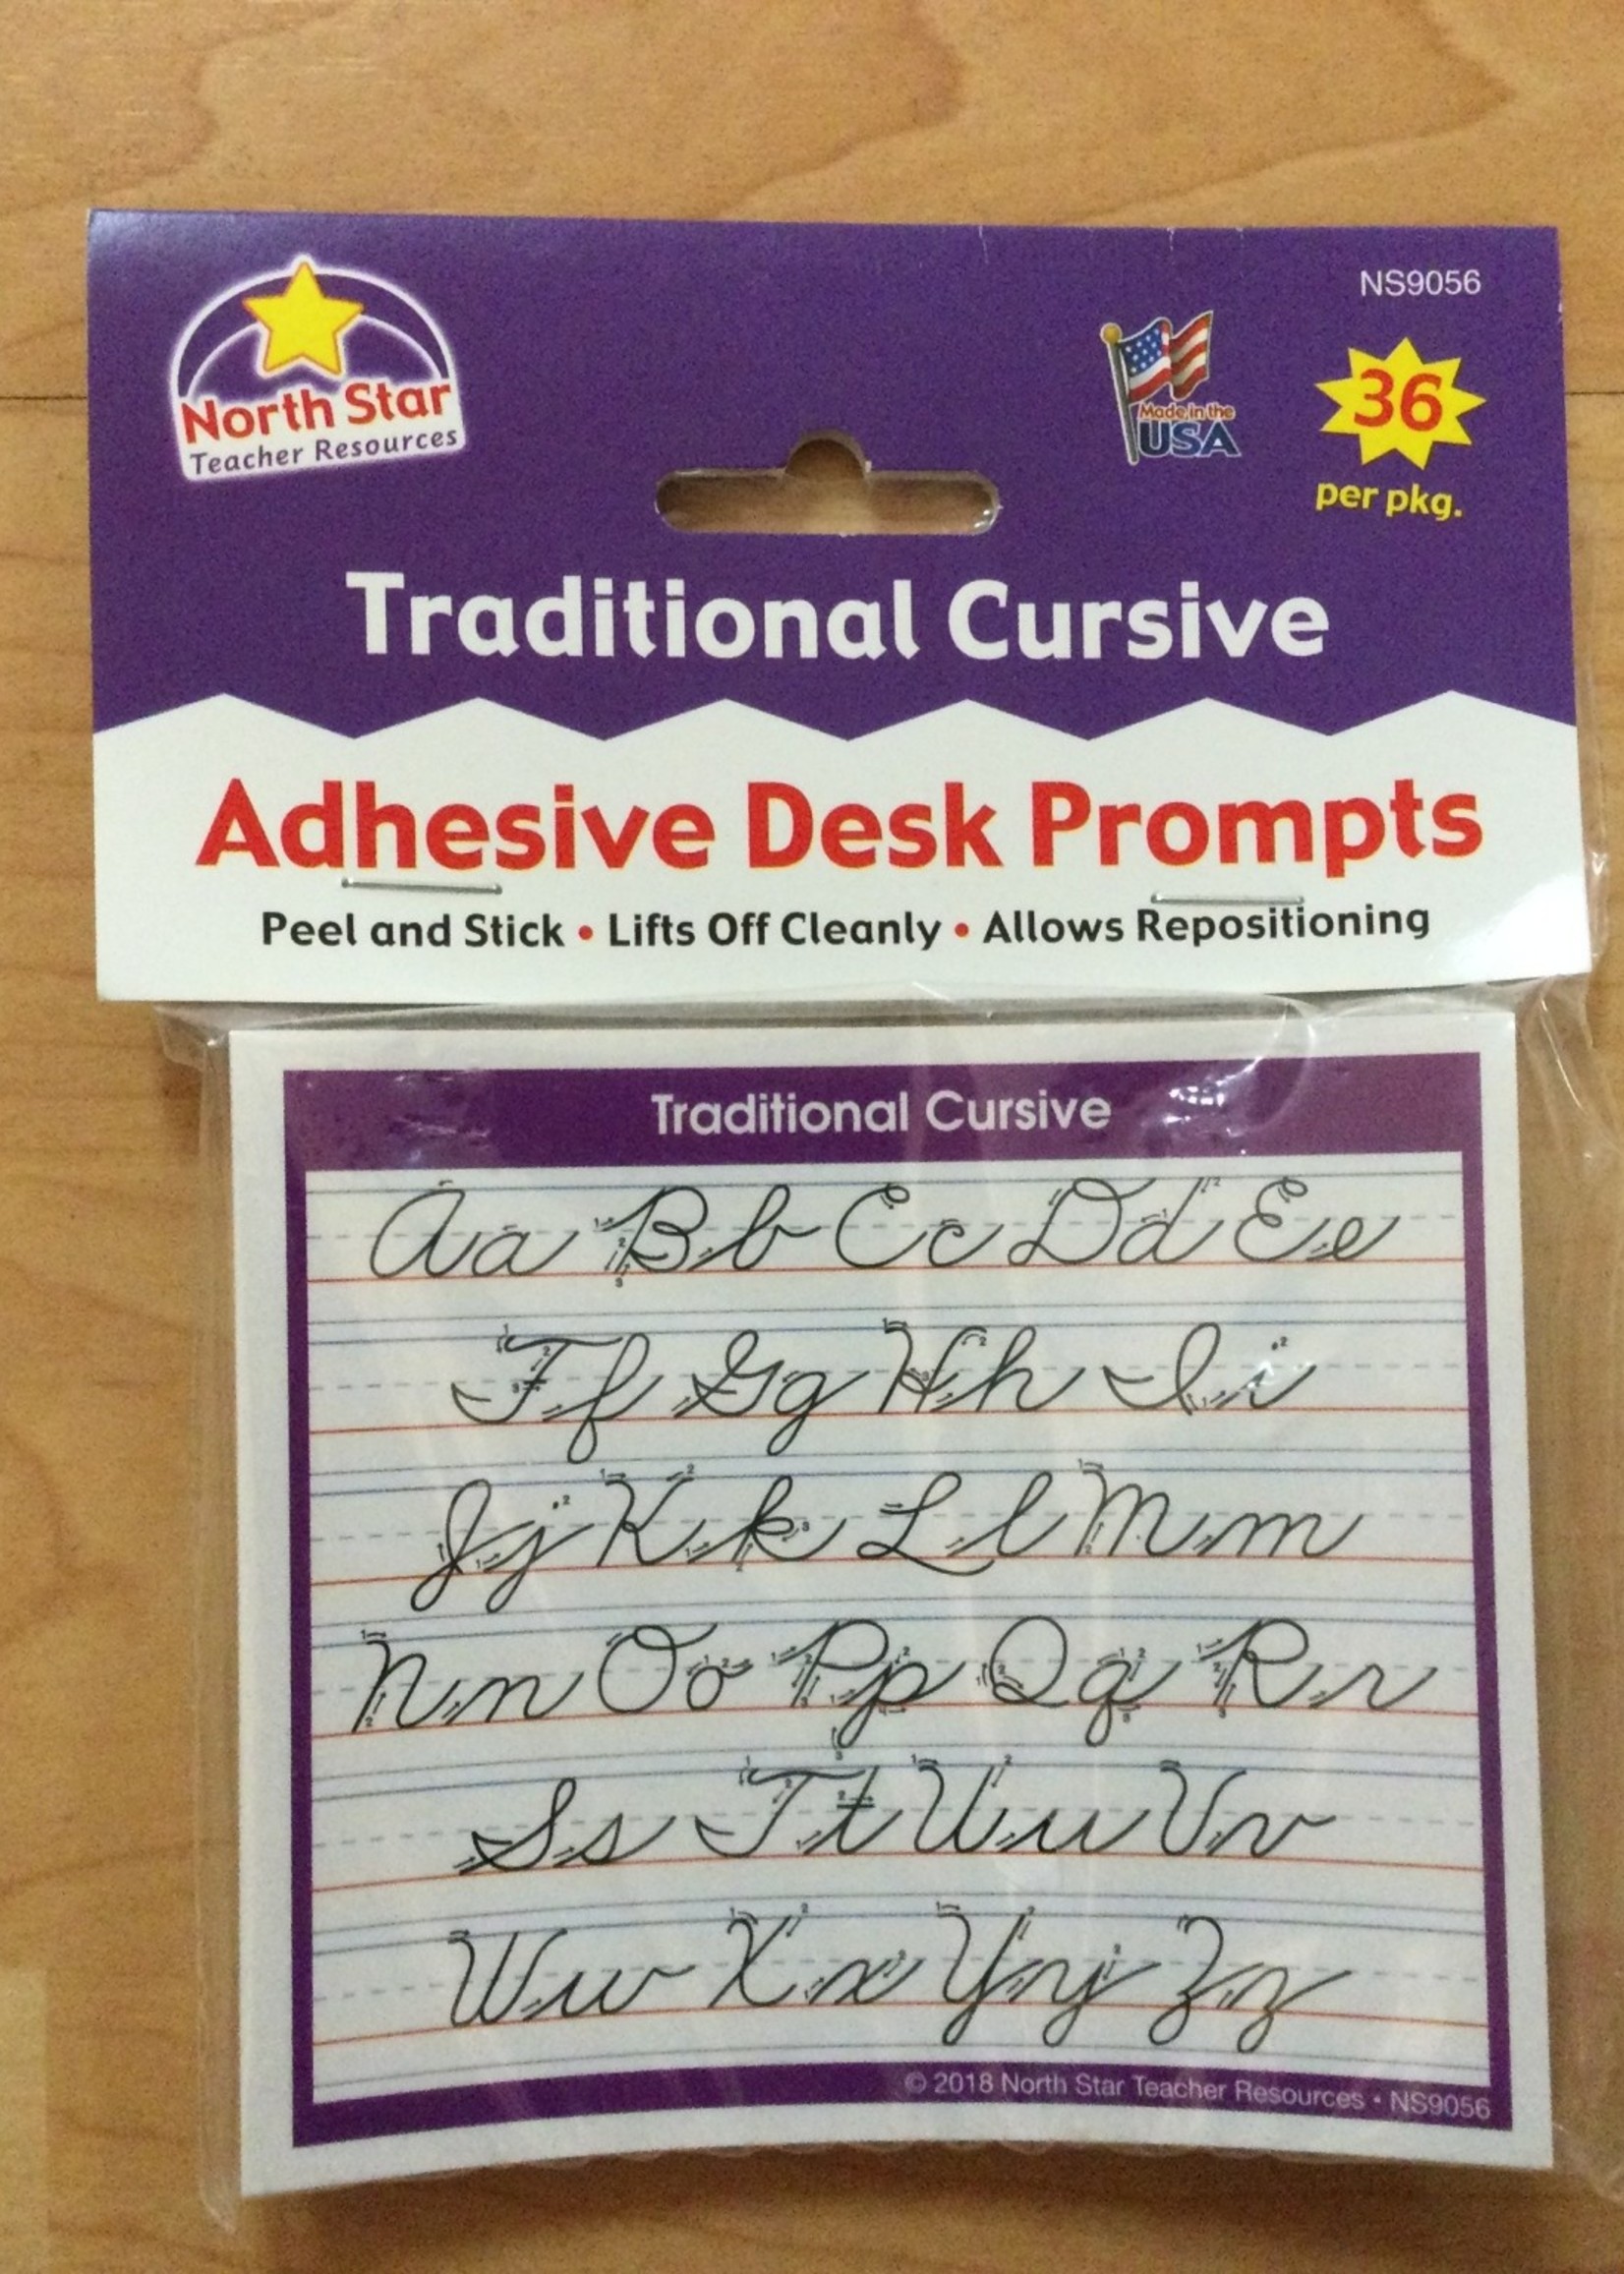 NS9056
North Star
Teacher Resources
Made in the
USA
36
per pkg.
Traditional Cursive
Adhesive Desk Prompts
Peel and Stick • Lifts Off Cleanly • Allows Repositioning
Traditional Cursive
Aa Bb Cc Dd Ee
Ff Gg Hh Ii
Jj Kk Ll Mm
Nn Oo Pp Qq Rr
Ss Tt Uu Vv
Ww Xx Yy Zz
© 2018 North Star Teacher Resources • NS9056